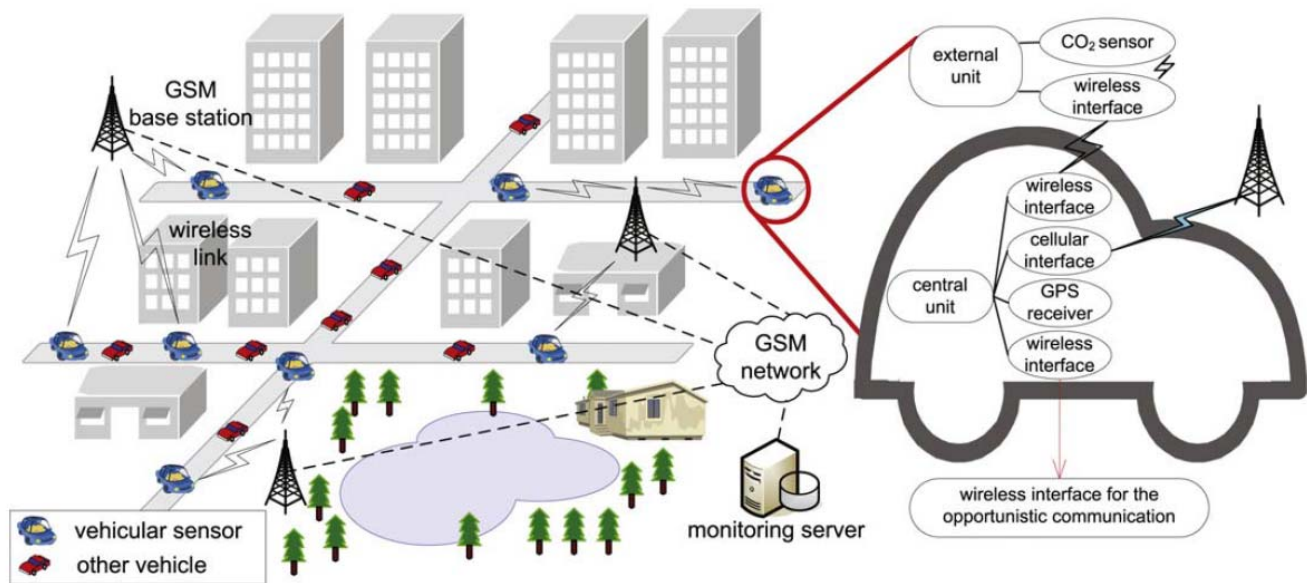 GSM
base station
wireless
link
GSM
network
monitoring server
vehicular sensor
other vehicle
external
unit
CO₂ sensor
wireless
interface
wireless
interface
cellular
interface
central
unit
GPS
receiver
wireless
interface
wireless interface for the
opportunistic communication